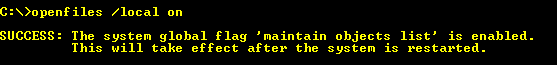 C:\>openfiles /local on
SUCCESS: The system global flag 'maintain objects list' is enabled.
This will take effect after the system is restarted.